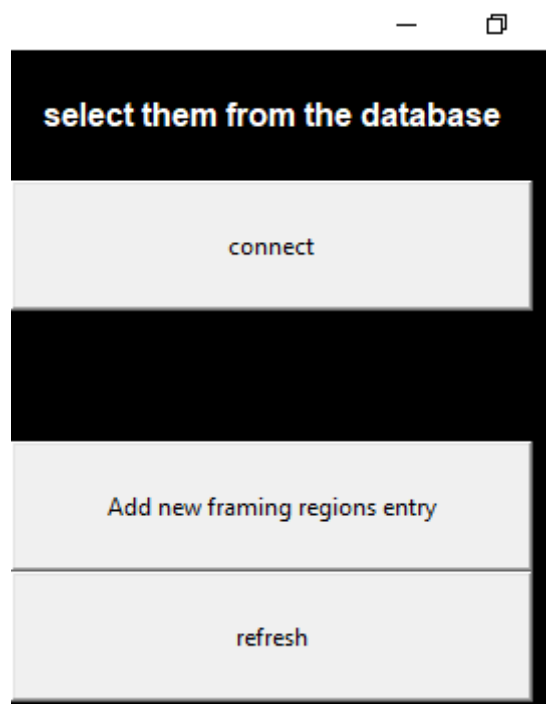 select them from the database
connect
Add new framing regions entry
refresh